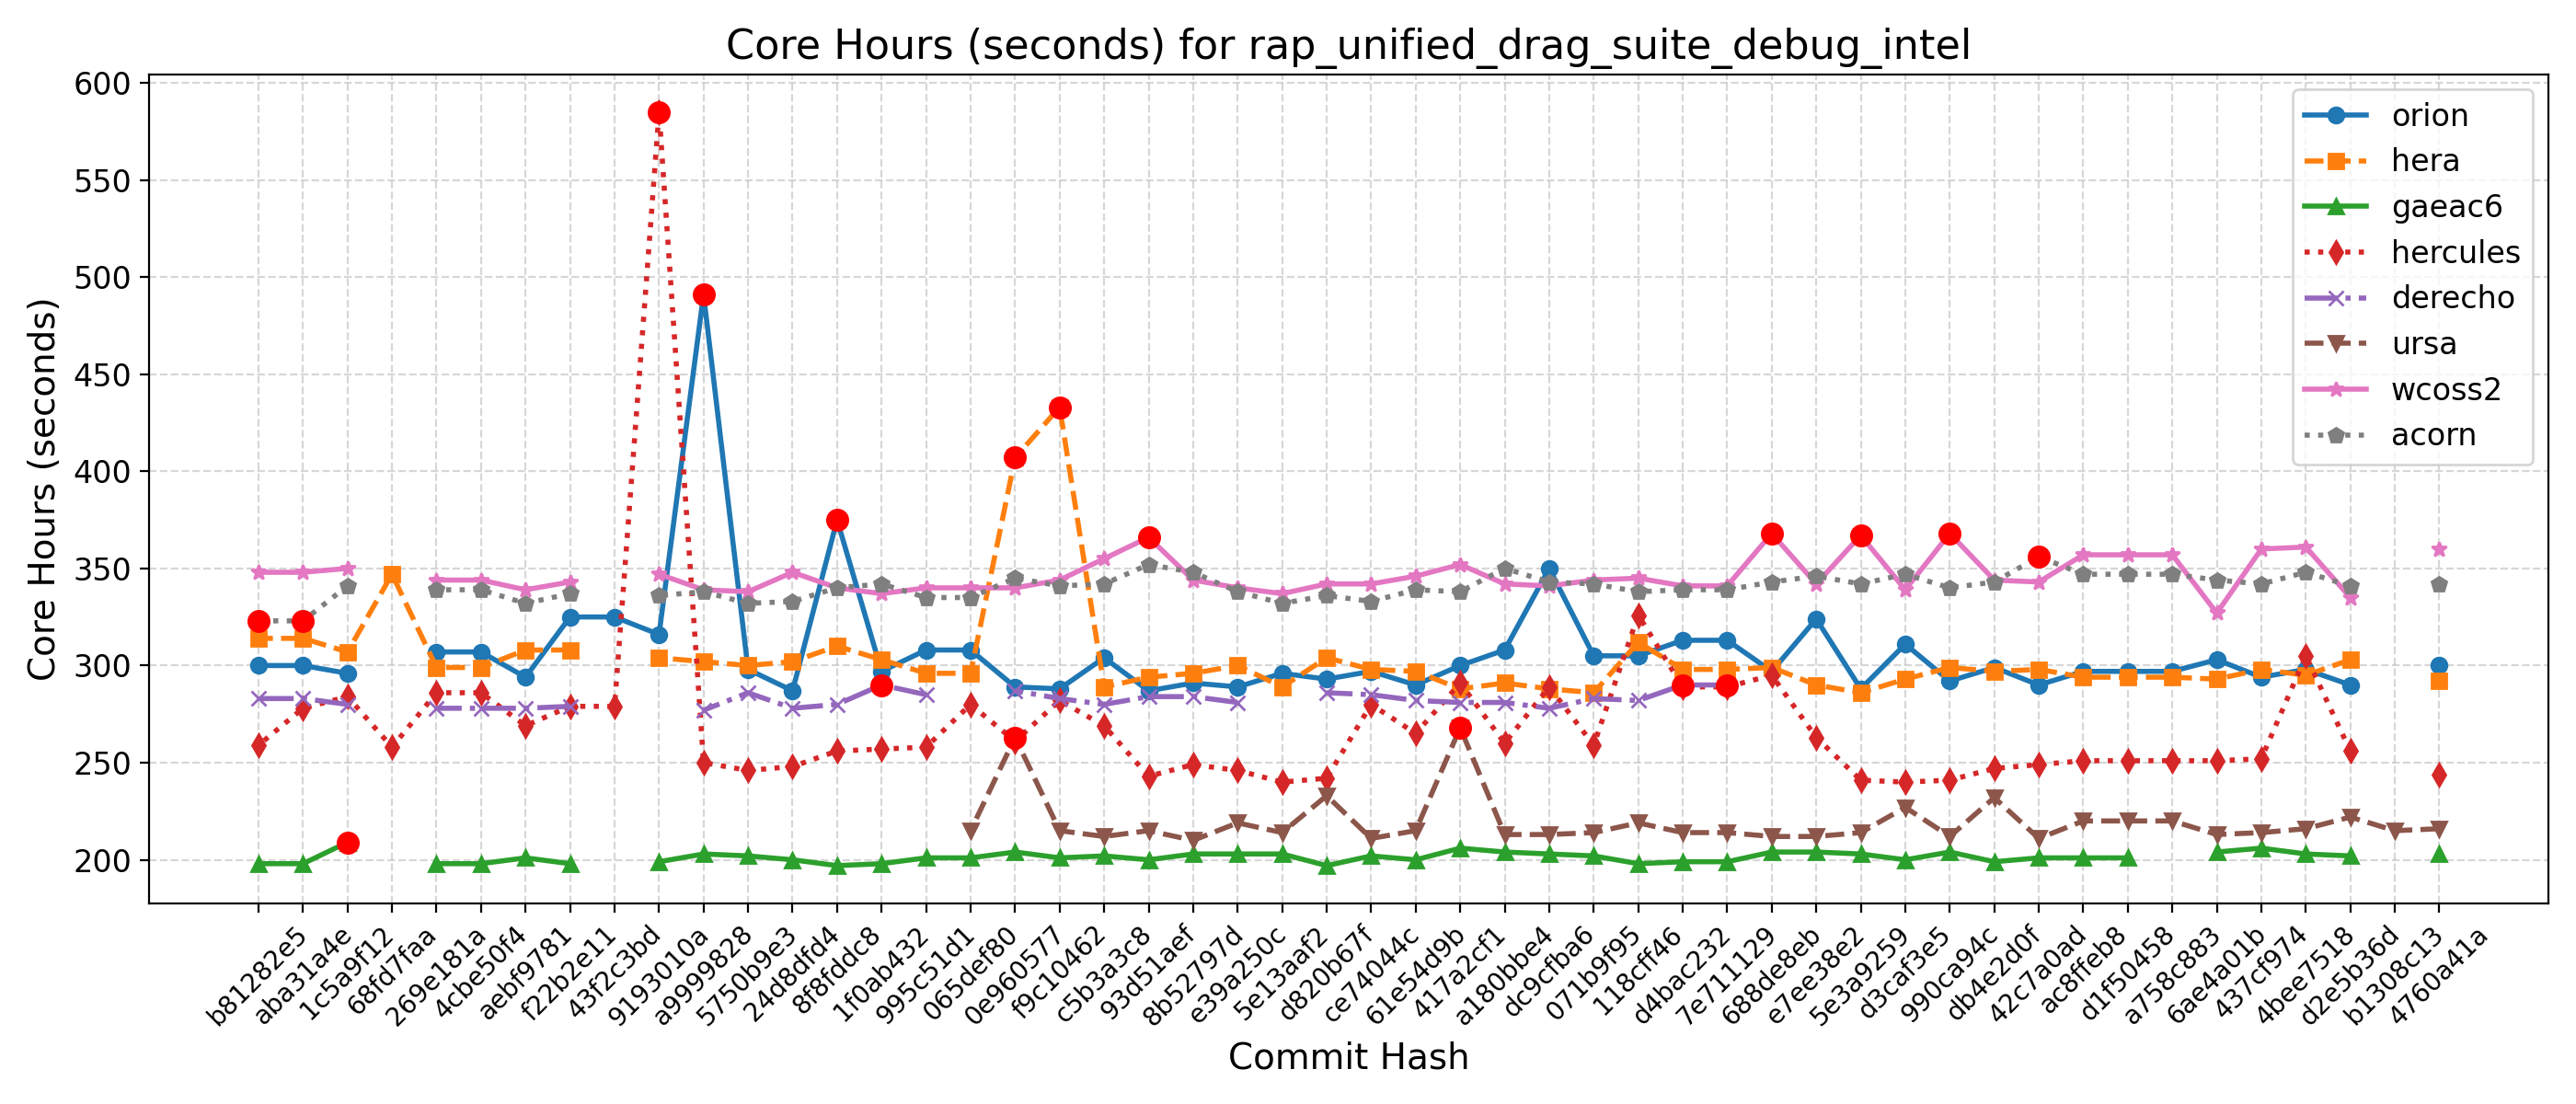 Core Hours (seconds) for rap_unified_drag_suite_debug_intel
Core Hours (seconds)
600
550
500
450
400
350
300
250
200
orion
hera
gaeac6
hercules
derecho
ursa
wcoss2
acorn
b81282e5
aba31a4e
1c5a9f12
68fd7faa
269e181a
4cbe50f4
aebf9781
f22b2e11
43f2c3bd
9193010a
a9999828
5750b9e3
24d8dfd4
8f8fddc8
1f0ab432
995c51d1
065def80
0e960577
f9c10462
c5b3a3c8
93d51aef
8b52797d
e39a250c
5e13aaf2
d820b67f
ce74044c
61e54d9b
417a2cf1
a180bbe4
dc9cfba6
071b9f95
118cff46
d4bac232
7e711129
688de8eb
e7ee38e2
5e3a9259
d3caf3e5
990ca94c
db4e2d0f
42c7a0ad
ac8ffeb8
d1f50458
a758c883
6ae4a01b
437cf974
4bee7518
d2e5b36d
b1308c13
4760a41a
Commit Hash